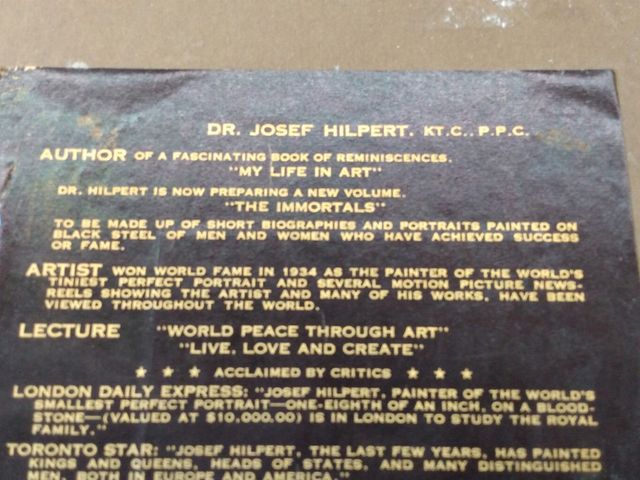 DR. JOSEF HILPERT. KT.C., P.P.C.
AUTHOR OF A FASCINATING BOOK OF REMINISCENCES.
"MY LIFE IN ART"
DR. HILPERT IS NOW PREPARING A NEW VOLUME.
"THE IMMORTALS"
TO BE MADE UP OF SHORT BIOGRAPHIES AND PORTRAITS PAINTED ON
BLACK STEEL OF MEN AND WOMEN WHO HAVE ACHIEVED SUCCESS
OR FAME.
ARTIST WON WORLD FAME IN 1934 AS THE PAINTER OF THE WORLD'S
TINIEST PERFECT PORTRAIT AND SEVERAL MOTION PICTURE NEWS-
REELS SHOWING THE ARTIST AND MANY OF HIS WORKS, HAVE BEEN
VIEWED THROUGHOUT THE WORLD.
LECTURE "WORLD PEACE THROUGH ART"
"LIVE, LOVE AND CREATE"
★ ★ ★ ACCLAIMED BY CRITICS ★ ★ ★
LONDON DAILY EXPRESS: "JOSEF HILPERT, PAINTER OF THE WORLD'S
SMALLEST PERFECT PORTRAIT—ONE-EIGHTH OF AN INCH, ON A BLOOD-
STONE—(VALUED AT $10,000.00) IS IN LONDON TO STUDY THE ROYAL
FAMILY."
TORONTO STAR: "JOSEF HILPERT, THE LAST FEW YEARS, HAS PAINTED
KINGS AND QUEENS, HEADS OF STATES, AND MANY DISTINGUISHED
MEN, BOTH IN EUROPE AND AMERICA."